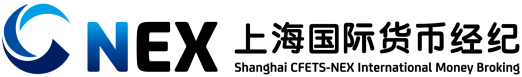 NEX 上海国际货币经纪
Shanghai CFETS-NEX International Money Broking